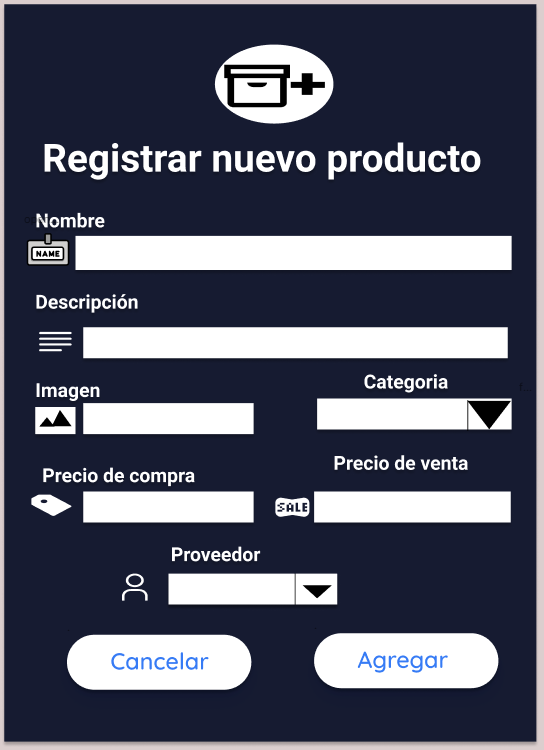 Registrar nuevo producto
Nombre
NAME
Descripción
Imagen
Categoria
Precio de compra
Precio de venta
SALE
Proveedor
Cancelar
Agregar